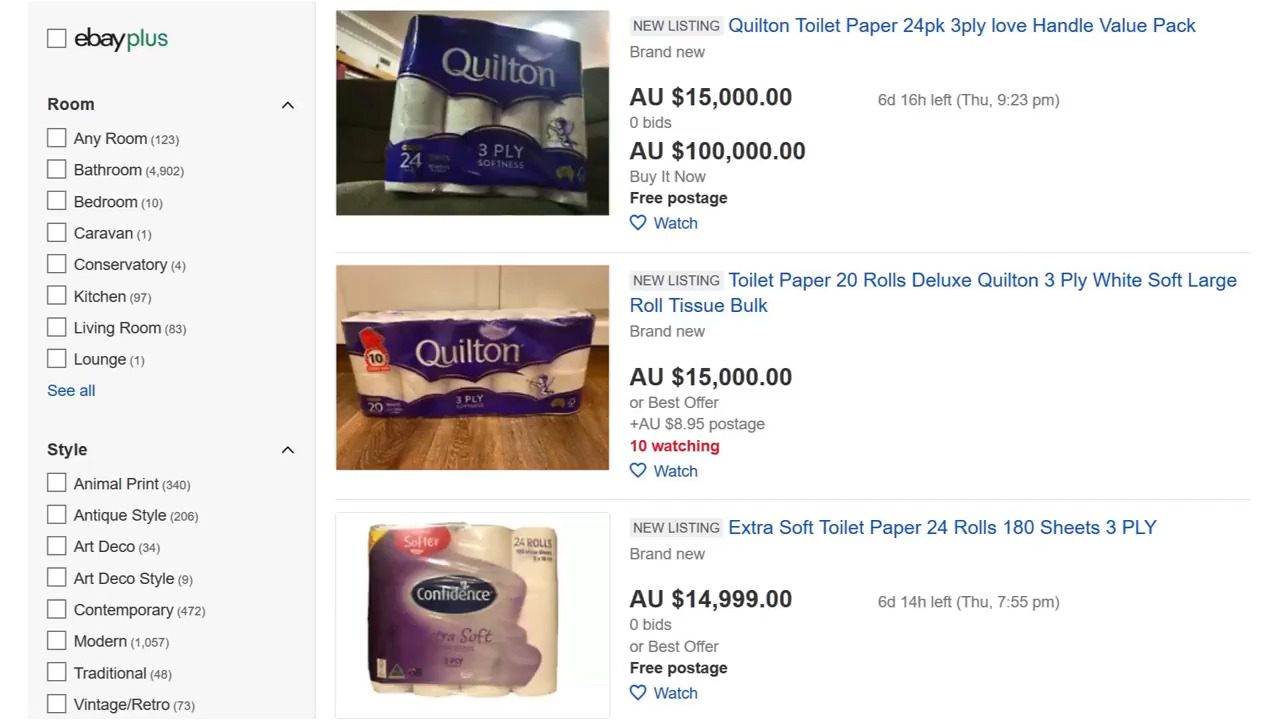 ebayplus
Room
Any Room (123)
Bathroom (4,902)
Bedroom (10)
Caravan (1)
Conservatory (4)
Kitchen (97)
Living Room (83)
Lounge (1)
See all
Style
Animal Print (340)
Antique Style (206)
Art Deco (34)
Art Deco Style (9)
Contemporary (472)
Modern (1,057)
Traditional (48)
Vintage/Retro (73)
Quilton
24
3 PLY
SOFTNESS
NEW LISTING Quilton Toilet Paper 24pk 3ply love Handle Value Pack
Brand new
AU $15,000.00
6d 16h left (Thu, 9:23 pm)
0 bids
AU $100,000.00
Buy It Now
Free postage
Watch
10
Quilton
20
3 PLY
SOFTNESS
NEW LISTING Toilet Paper 20 Rolls Deluxe Quilton 3 Ply White Soft Large
Roll Tissue Bulk
Brand new
AU $15,000.00
or Best Offer
+AU $8.95 postage
10 watching
Watch
Softer
24 ROLLS
Confidence
Extra Soft
3 PLY
NEW LISTING Extra Soft Toilet Paper 24 Rolls 180 Sheets 3 PLY
Brand new
AU $14,999.00
6d 14h left (Thu, 7:55 pm)
0 bids
or Best Offer
Free postage
Watch